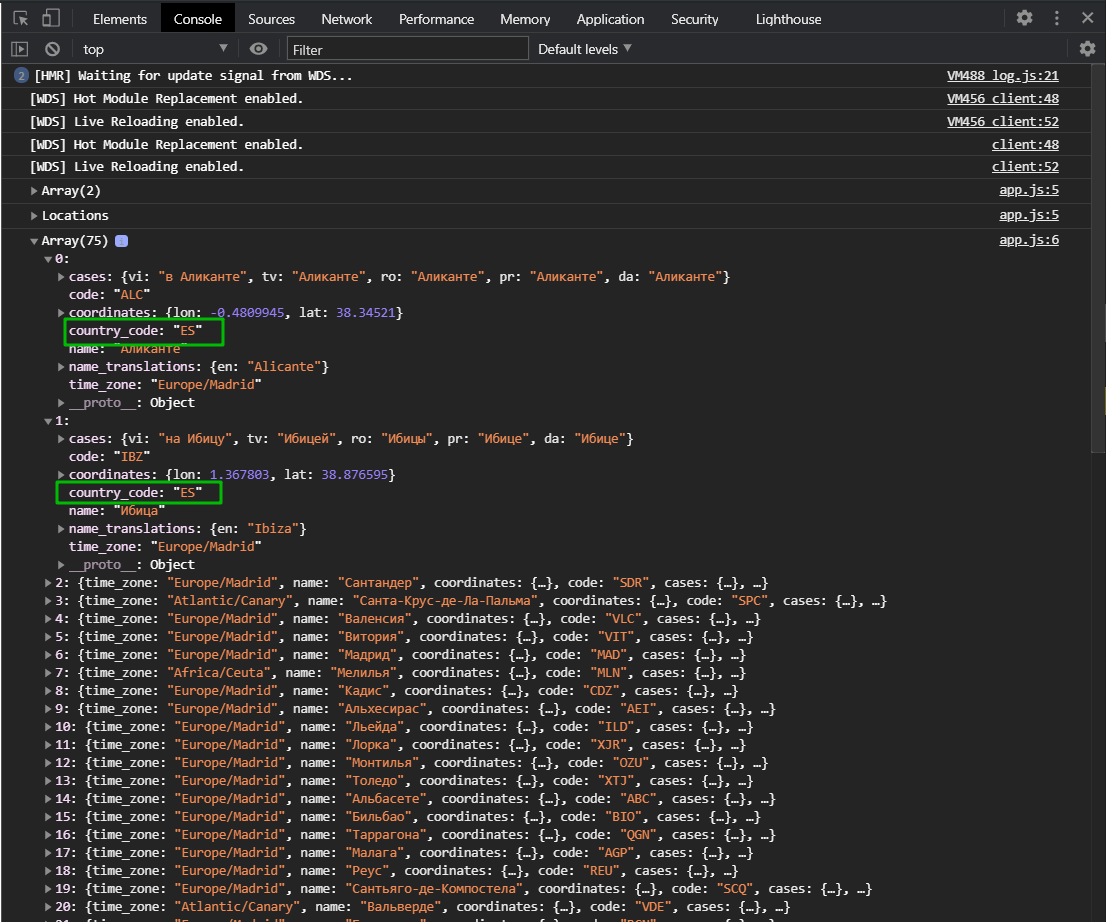 Elements Console Sources Network Performance Memory Application Security Lighthouse
top Filter Default levels
2 [HMR] Waiting for update signal from WDS... VM488 log.js:21
[WDS] Hot Module Replacement enabled. VM456 client:48
[WDS] Live Reloading enabled. VM456 client:52
[WDS] Hot Module Replacement enabled. client:48
[WDS] Live Reloading enabled. client:52
Array(2) app.js:5
Locations app.js:5
Array(75) i app.js:6
0:
cases: {vi: "в Аликанте", tv: "Аликанте", ro: "Аликанте", pr: "Аликанте", da: "Аликанте"}
code: "ALC"
coordinates: {lon: -0.4809945, lat: 38.34521}
country_code: "ES"
name: "Аликанте"
name_translations: {en: "Alicante"}
time_zone: "Europe/Madrid"
__proto__: Object
1:
cases: {vi: "на Ибицу", tv: "Ибицей", ro: "Ибицы", pr: "Ибице", da: "Ибице"}
code: "IBZ"
coordinates: {lon: 1.367803, lat: 38.876595}
country_code: "ES"
name: "Ибица"
name_translations: {en: "Ibiza"}
time_zone: "Europe/Madrid"
__proto__: Object
2: {time_zone: "Europe/Madrid", name: "Сантандер", coordinates: {…}, code: "SDR", cases: {…}, …}
3: {time_zone: "Atlantic/Canary", name: "Санта-Крус-де-Ла-Пальма", coordinates: {…}, code: "SPC", cases: {…}, …}
4: {time_zone: "Europe/Madrid", name: "Валенсия", coordinates: {…}, code: "VLC", cases: {…}, …}
5: {time_zone: "Europe/Madrid", name: "Витория", coordinates: {…}, code: "VIT", cases: {…}, …}
6: {time_zone: "Europe/Madrid", name: "Мадрид", coordinates: {…}, code: "MAD", cases: {…}, …}
7: {time_zone: "Africa/Ceuta", name: "Мелилья", coordinates: {…}, code: "MLN", cases: {…}, …}
8: {time_zone: "Europe/Madrid", name: "Кадис", coordinates: {…}, code: "CDZ", cases: {…}, …}
9: {time_zone: "Europe/Madrid", name: "Альхесирас", coordinates: {…}, code: "AEI", cases: {…}, …}
10: {time_zone: "Europe/Madrid", name: "Льейда", coordinates: {…}, code: "ILD", cases: {…}, …}
11: {time_zone: "Europe/Madrid", name: "Лорка", coordinates: {…}, code: "XJR", cases: {…}, …}
12: {time_zone: "Europe/Madrid", name: "Монтилья", coordinates: {…}, code: "OZU", cases: {…}, …}
13: {time_zone: "Europe/Madrid", name: "Толедо", coordinates: {…}, code: "XTJ", cases: {…}, …}
14: {time_zone: "Europe/Madrid", name: "Альбасете", coordinates: {…}, code: "ABC", cases: {…}, …}
15: {time_zone: "Europe/Madrid", name: "Бильбао", coordinates: {…}, code: "BIO", cases: {…}, …}
16: {time_zone: "Europe/Madrid", name: "Таррагона", coordinates: {…}, code: "QGN", cases: {…}, …}
17: {time_zone: "Europe/Madrid", name: "Малага", coordinates: {…}, code: "AGP", cases: {…}, …}
18: {time_zone: "Europe/Madrid", name: "Реус", coordinates: {…}, code: "REU", cases: {…}, …}
19: {time_zone: "Europe/Madrid", name: "Сантьяго-де-Компостела", coordinates: {…}, code: "SCQ", cases: {…}, …}
20: {time_zone: "Atlantic/Canary", name: "Вальверде", coordinates: {…}, code: "VDE", cases: {…}, …}